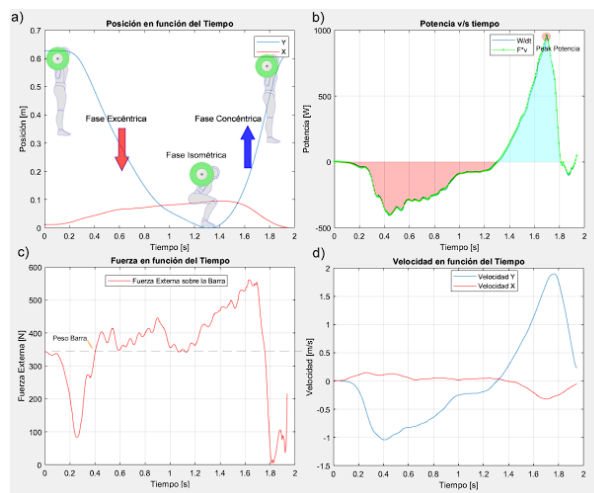 a)
Posición en función del Tiempo
0.7
0.6
0.5
0.4
0.3
0.2
0.1
0
Posición [m]
Y
X
Fase Excéntrica
Fase Concéntrica
Fase Isométrica
0 0.2 0.4 0.6 0.8 1 1.2 1.4 1.6 1.8 2
Tiempo [s]
b)
Potencia v/s tiempo
1000
500
0
-500
Potencia [W]
W/dt
F*v
Peak Potencia
0 0.2 0.4 0.6 0.8 1 1.2 1.4 1.6 1.8 2
Tiempo [s]
c)
Fuerza en función del Tiempo
600
500
400
300
200
100
0
Fuerza Externa [N]
Fuerza Externa sobre la Barra
Peso Barra
0 0.2 0.4 0.6 0.8 1 1.2 1.4 1.6 1.8 2
Tiempo [s]
d)
Velocidad en función del Tiempo
2
1.5
1
0.5
0
-0.5
-1
-1.5
Velocidad [m/s]
Velocidad Y
Velocidad X
0 0.2 0.4 0.6 0.8 1 1.2 1.4 1.6 1.8 2
Tiempo [s]